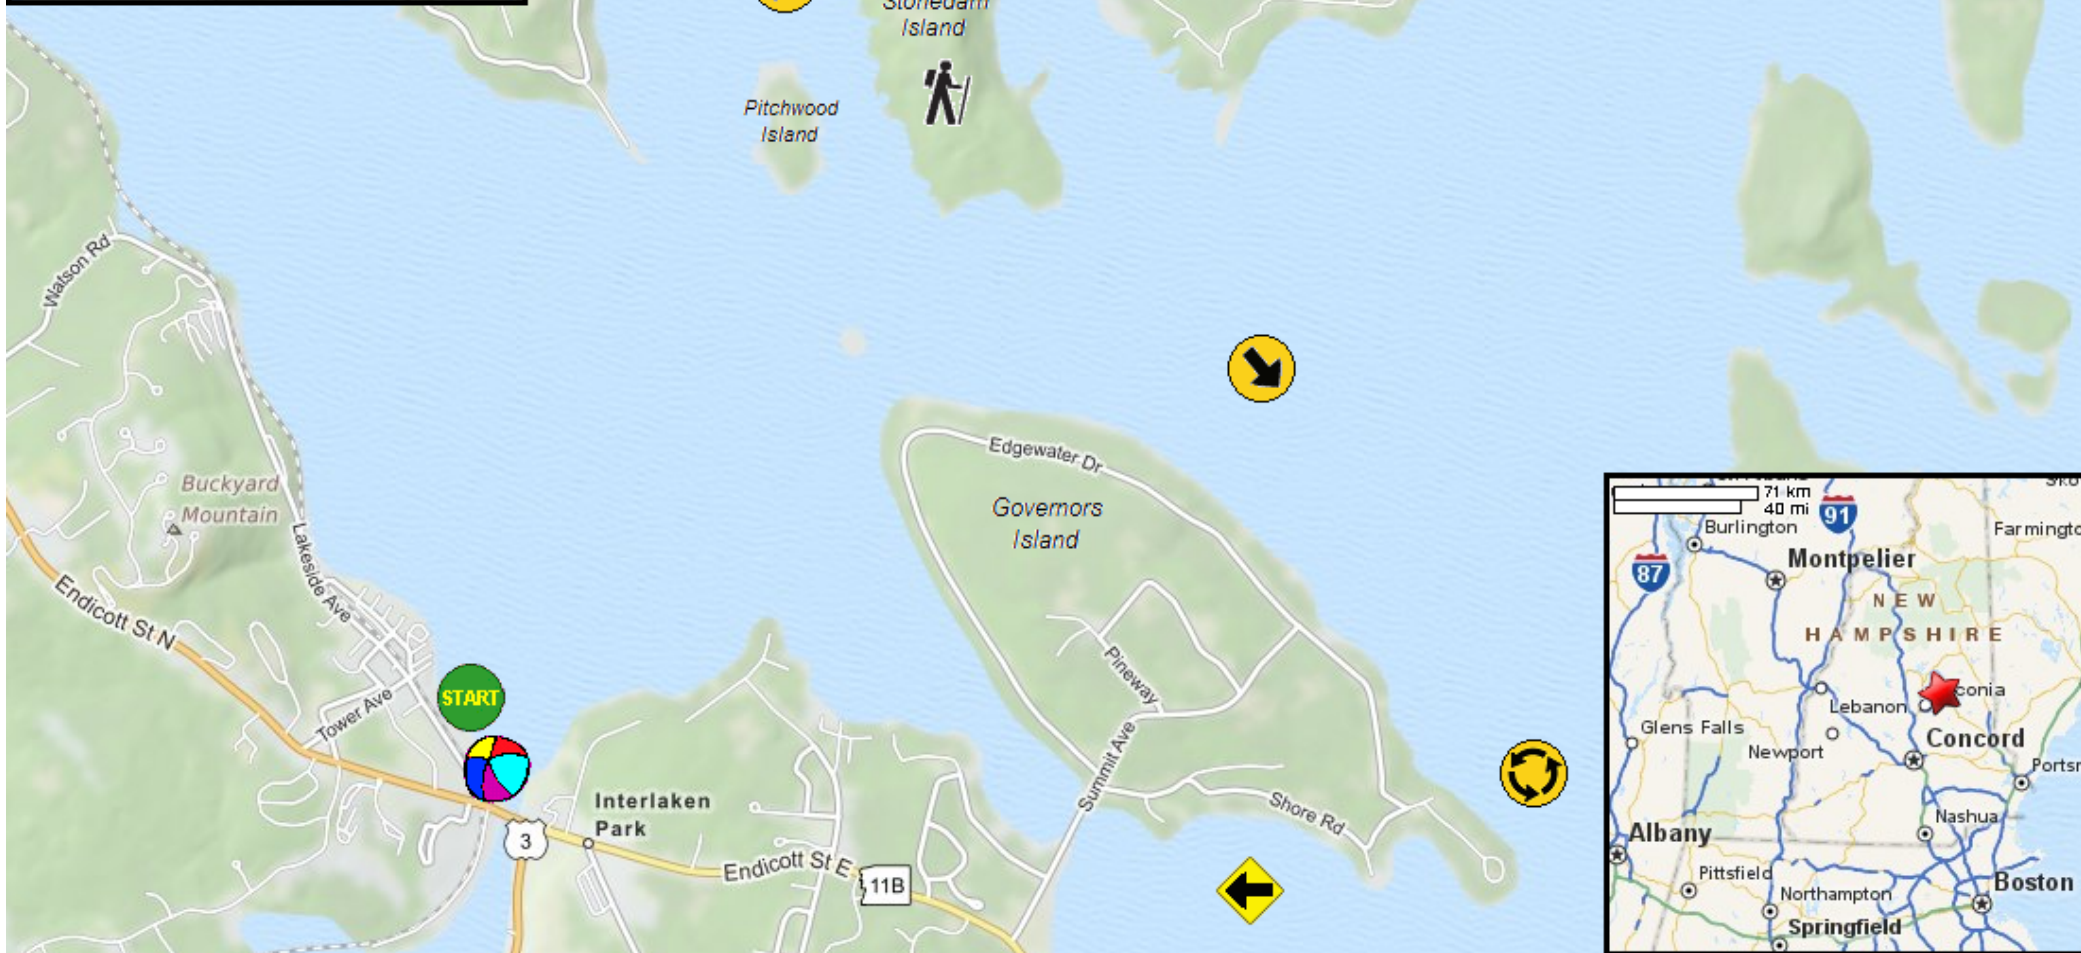 Stonedam
Island
Pitchwood
Island
Watson Rd
Edgewater Dr
Buckyard
Mountain
Governors
Island
Lakeside Ave
Endicott St N
Pineway
START
Tower Ave
Summit Ave
Interlaken
Park
Shore Rd
3
Endicott St E
11B
71 km
40 mi
91
Burlington
Farmingto
Montpelier
87
NEW
HAMPSHIRE
conia
Lebanon
Glens Falls
Newport
Concord
Ports
Nashua
Albany
Pittsfield
Boston
Northampton
Springfield